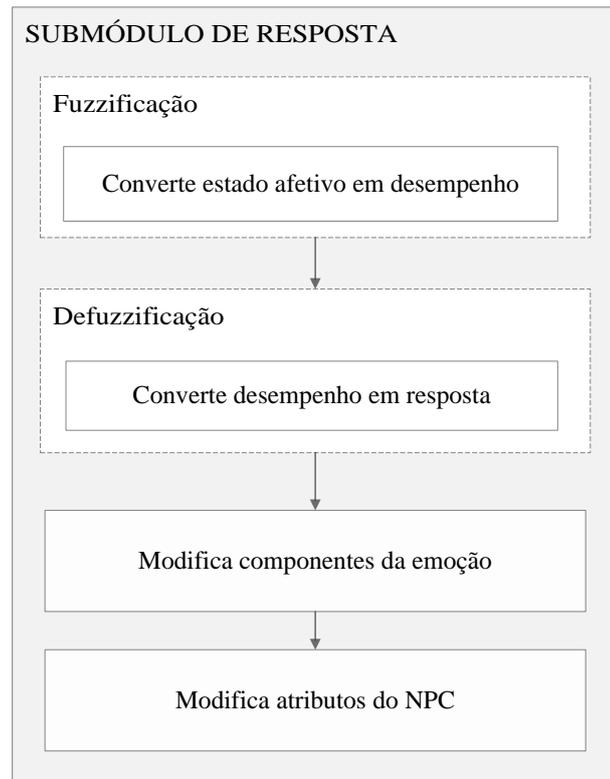 SUBMÓDULO DE RESPOSTA
Fuzzificação
Converte estado afetivo em desempenho
Defuzzificação
Converte desempenho em resposta
Modifica componentes da emoção
Modifica atributos do NPC